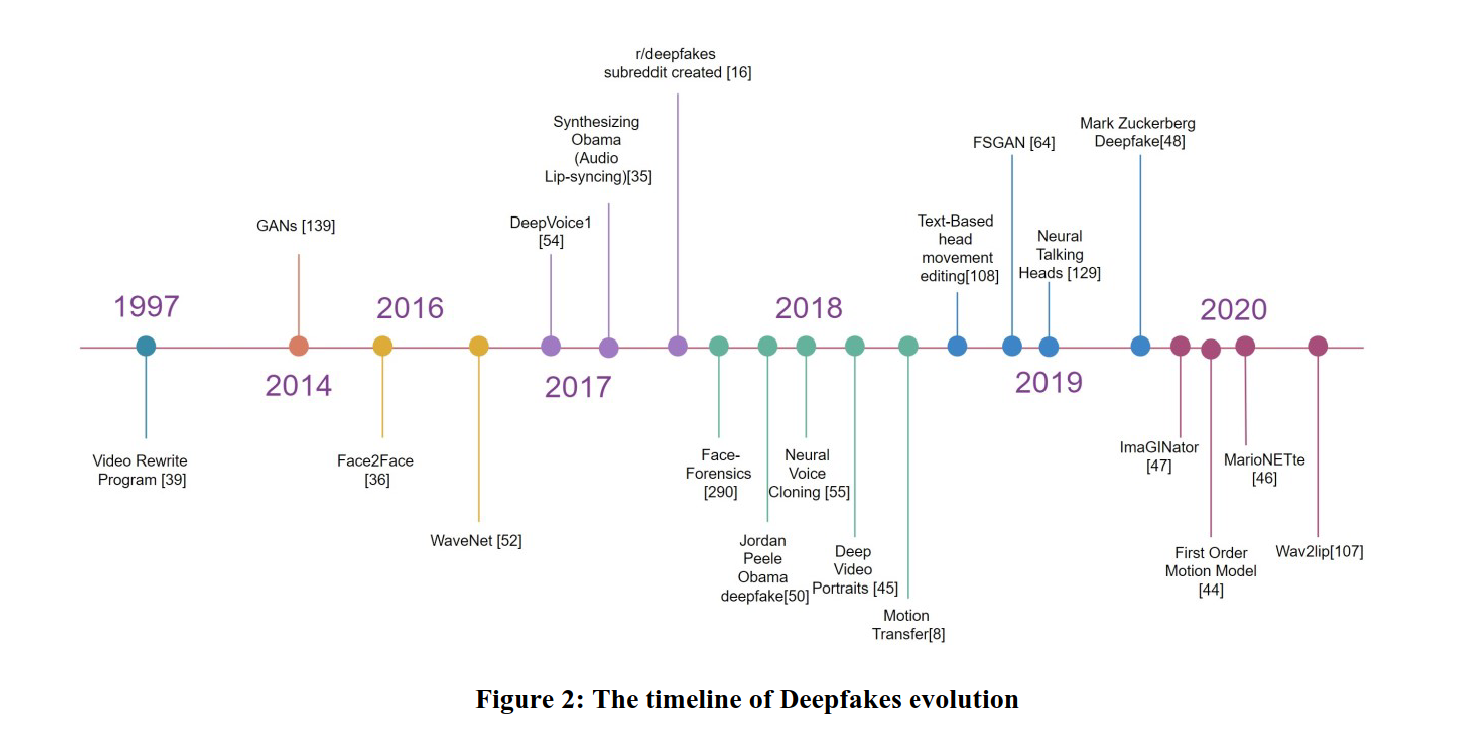 r/deepfakes
subreddit created [16]
Synthesizing
Obama
(Audio
Lip-syncing)[35]
Mark Zuckerberg
Deepfake[48]
FSGAN [64]
GANs [139]
DeepVoice1
[54]
Text-Based
head
movement
editing[108]
Neural
Talking
Heads [129]
1997
2016
2018
2020
2014
2017
2019
Video Rewrite
Program [39]
Face2Face
[36]
WaveNet [52]
Face-
Forensics
[290]
Jordan
Peele
Obama
deepfake[50]
Neural
Voice
Cloning [55]
Deep
Video
Portraits [45]
Motion
Transfer[8]
ImaGINator
[47]
First Order
Motion Model
[44]
MarioNETte
[46]
Wav2lip[107]
Figure 2: The timeline of Deepfakes evolution